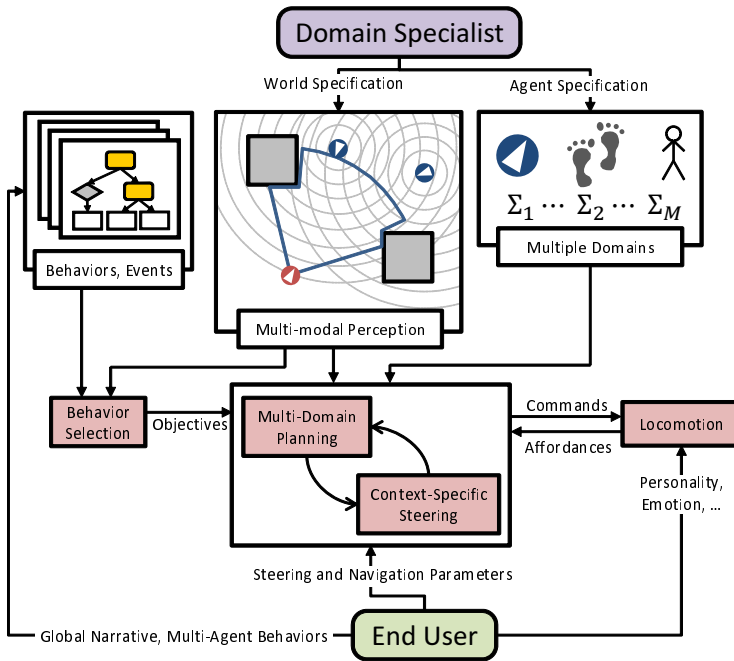 Domain Specialist
World Specification
Agent Specification
Σ1 ... Σ2 ... ΣM
Behaviors, Events
Multiple Domains
Multi-modal Perception
Behavior
Selection
Objectives
Multi-Domain
Planning
Context-Specific
Steering
Commands
Affordances
Locomotion
Personality,
Emotion, ...
Steering and Navigation Parameters
Global Narrative, Multi-Agent Behaviors
End User